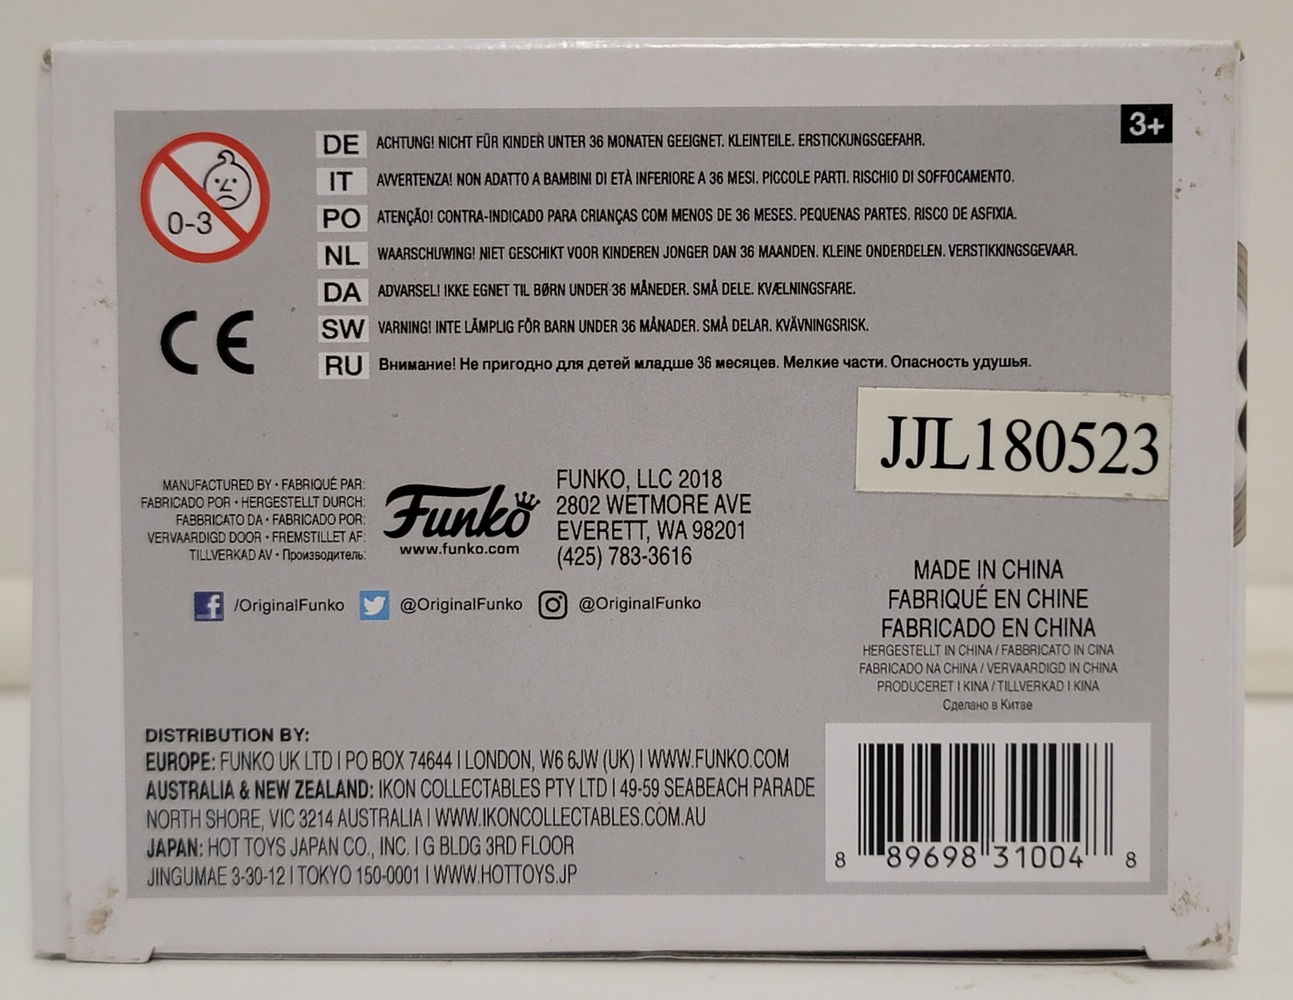 3+
0-3
CE
DE ACHTUNG! NICHT FÜR KINDER UNTER 36 MONATEN GEEIGNET. KLEINTEILE. ERSTICKUNGSGEFAHR.
IT AVVERTENZA! NON ADATTO A BAMBINI DI ETÀ INFERIORE A 36 MESI. PICCOLE PARTI. RISCHIO DI SOFFOCAMENTO.
PO ATENÇÃO! CONTRA-INDICADO PARA CRIANÇAS COM MENOS DE 36 MESES. PEQUENAS PARTES. RISCO DE ASFIXIA.
NL WAARSCHUWING! NIET GESCHIKT VOOR KINDEREN JONGER DAN 36 MAANDEN. KLEINE ONDERDELEN. VERSTIKKINGSGEVAAR.
DA ADVARSEL! IKKE EGNET TIL BØRN UNDER 36 MÅNEDER. SMÅ DELE. KVÆLNINGSFARE.
SW VARNING! INTE LÄMPLIG FÖR BARN UNDER 36 MÅNADER. SMÅ DELAR. KVÄVNINGSRISK.
RU Внимание! Не пригодно для детей младше 36 месяцев. Мелкие части. Опасность удушья.
JJL180523
MANUFACTURED BY • FABRIQUÉ PAR:
FABRICADO POR • HERGESTELLT DURCH:
FABBRICATO DA • FABRICADO POR:
VERVAARDIGD DOOR • FREMSTILLET AF:
TILLVERKAD AV • Производитель:
Funko
www.funko.com
FUNKO, LLC 2018
2802 WETMORE AVE
EVERETT, WA 98201
(425) 783-3616
/OriginalFunko @OriginalFunko @OriginalFunko
MADE IN CHINA
FABRIQUÉ EN CHINE
FABRICADO EN CHINA
HERGESTELLT IN CHINA / FABBRICATO IN CINA
FABRICADO NA CHINA / VERVAARDIGD IN CHINA
PRODUCERET I KINA / TILLVERKAD I KINA
Сделано в Китае
DISTRIBUTION BY:
EUROPE: FUNKO UK LTD | PO BOX 74644 | LONDON, W6 6JW (UK) | WWW.FUNKO.COM
AUSTRALIA & NEW ZEALAND: IKON COLLECTABLES PTY LTD | 49-59 SEABEACH PARADE
NORTH SHORE, VIC 3214 AUSTRALIA | WWW.IKONCOLLECTABLES.COM.AU
JAPAN: HOT TOYS JAPAN CO., INC. | G BLDG 3RD FLOOR
JINGUMAE 3-30-12 | TOKYO 150-0001 | WWW.HOTTOYS.JP
8 89698 31004 8